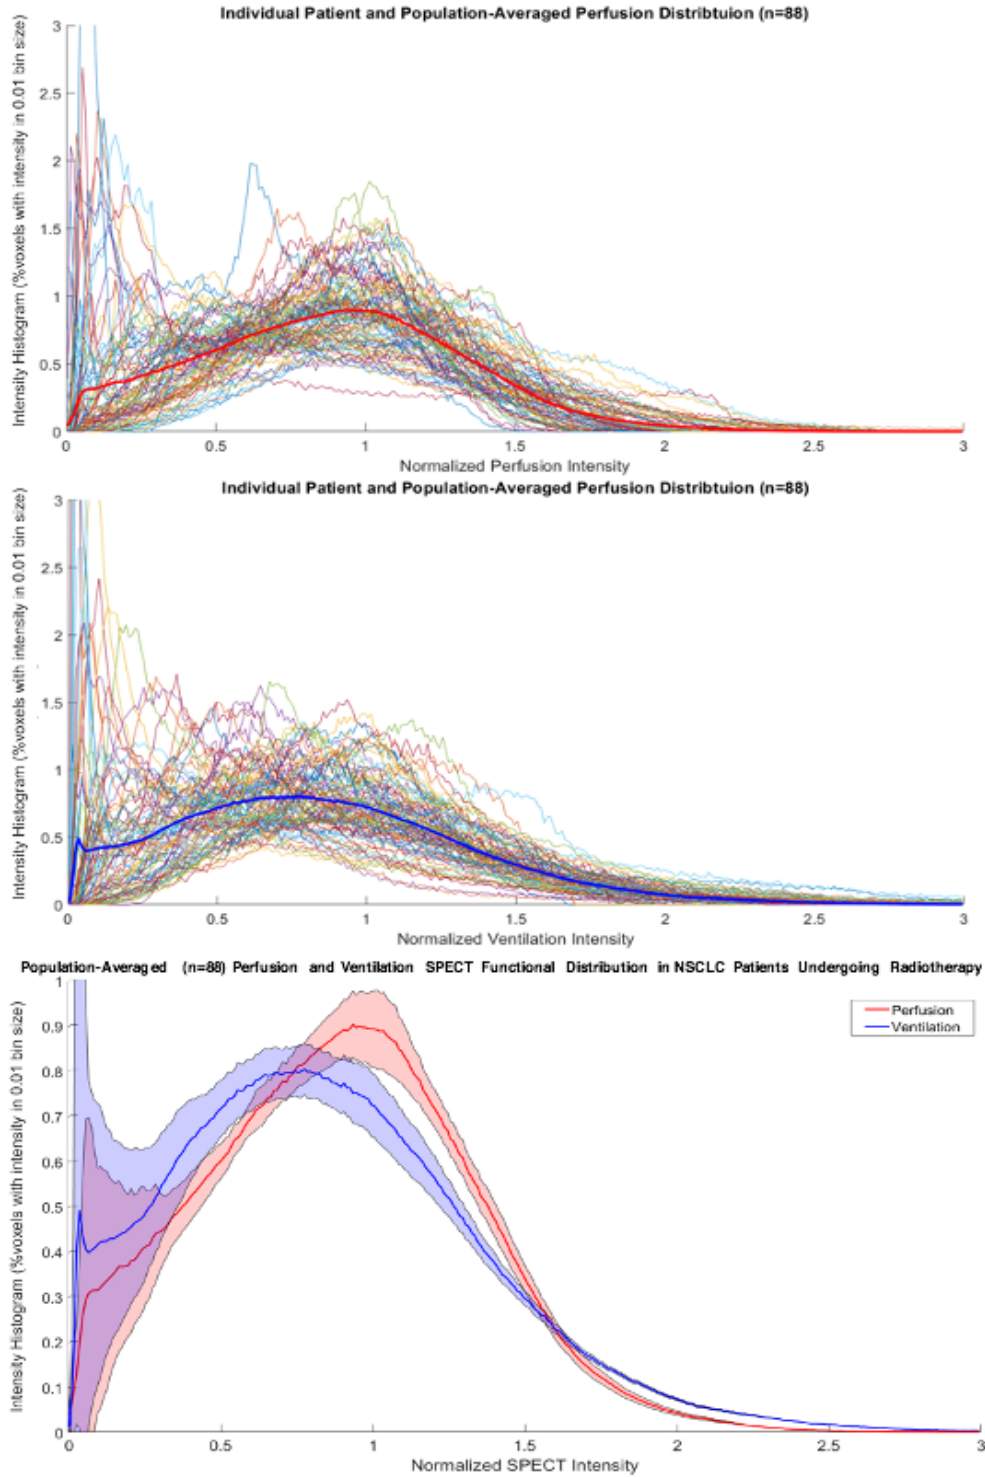 Individual Patient and Population-Averaged Perfusion Distribtuion (n=88)
Intensity Histogram (%voxels with intensity in 0.01 bin size)
3
2.5
2
1.5
1
0.5
0
0 0.5 1 1.5 2 2.5 3
Normalized Perfusion Intensity
Individual Patient and Population-Averaged Perfusion Distribtuion (n=88)
Intensity Histogram (%voxels with intensity in 0.01 bin size)
3
2.5
2
1.5
1
0.5
0
0 0.5 1 1.5 2 2.5 3
Normalized Ventilation Intensity
Population-Averaged (n=88) Perfusion and Ventilation SPECT Functional Distribution in NSCLC Patients Undergoing Radiotherapy
Intensity Histogram (%voxels with intensity in 0.01 bin size)
1
0.9
0.8
0.7
0.6
0.5
0.4
0.3
0.2
0.1
0
Perfusion
Ventilation
0 0.5 1 1.5 2 2.5 3
Normalized SPECT Intensity